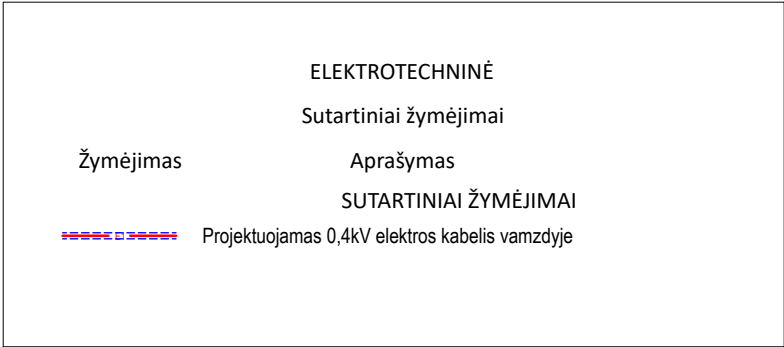 ELEKTROTECHNINĖ
Sutartiniai žymėjimai
Žymėjimas Aprašymas
SUTARTINIAI ŽYMĖJIMAI
Projektuojamas 0,4kV elektros kabelis vamzdyje